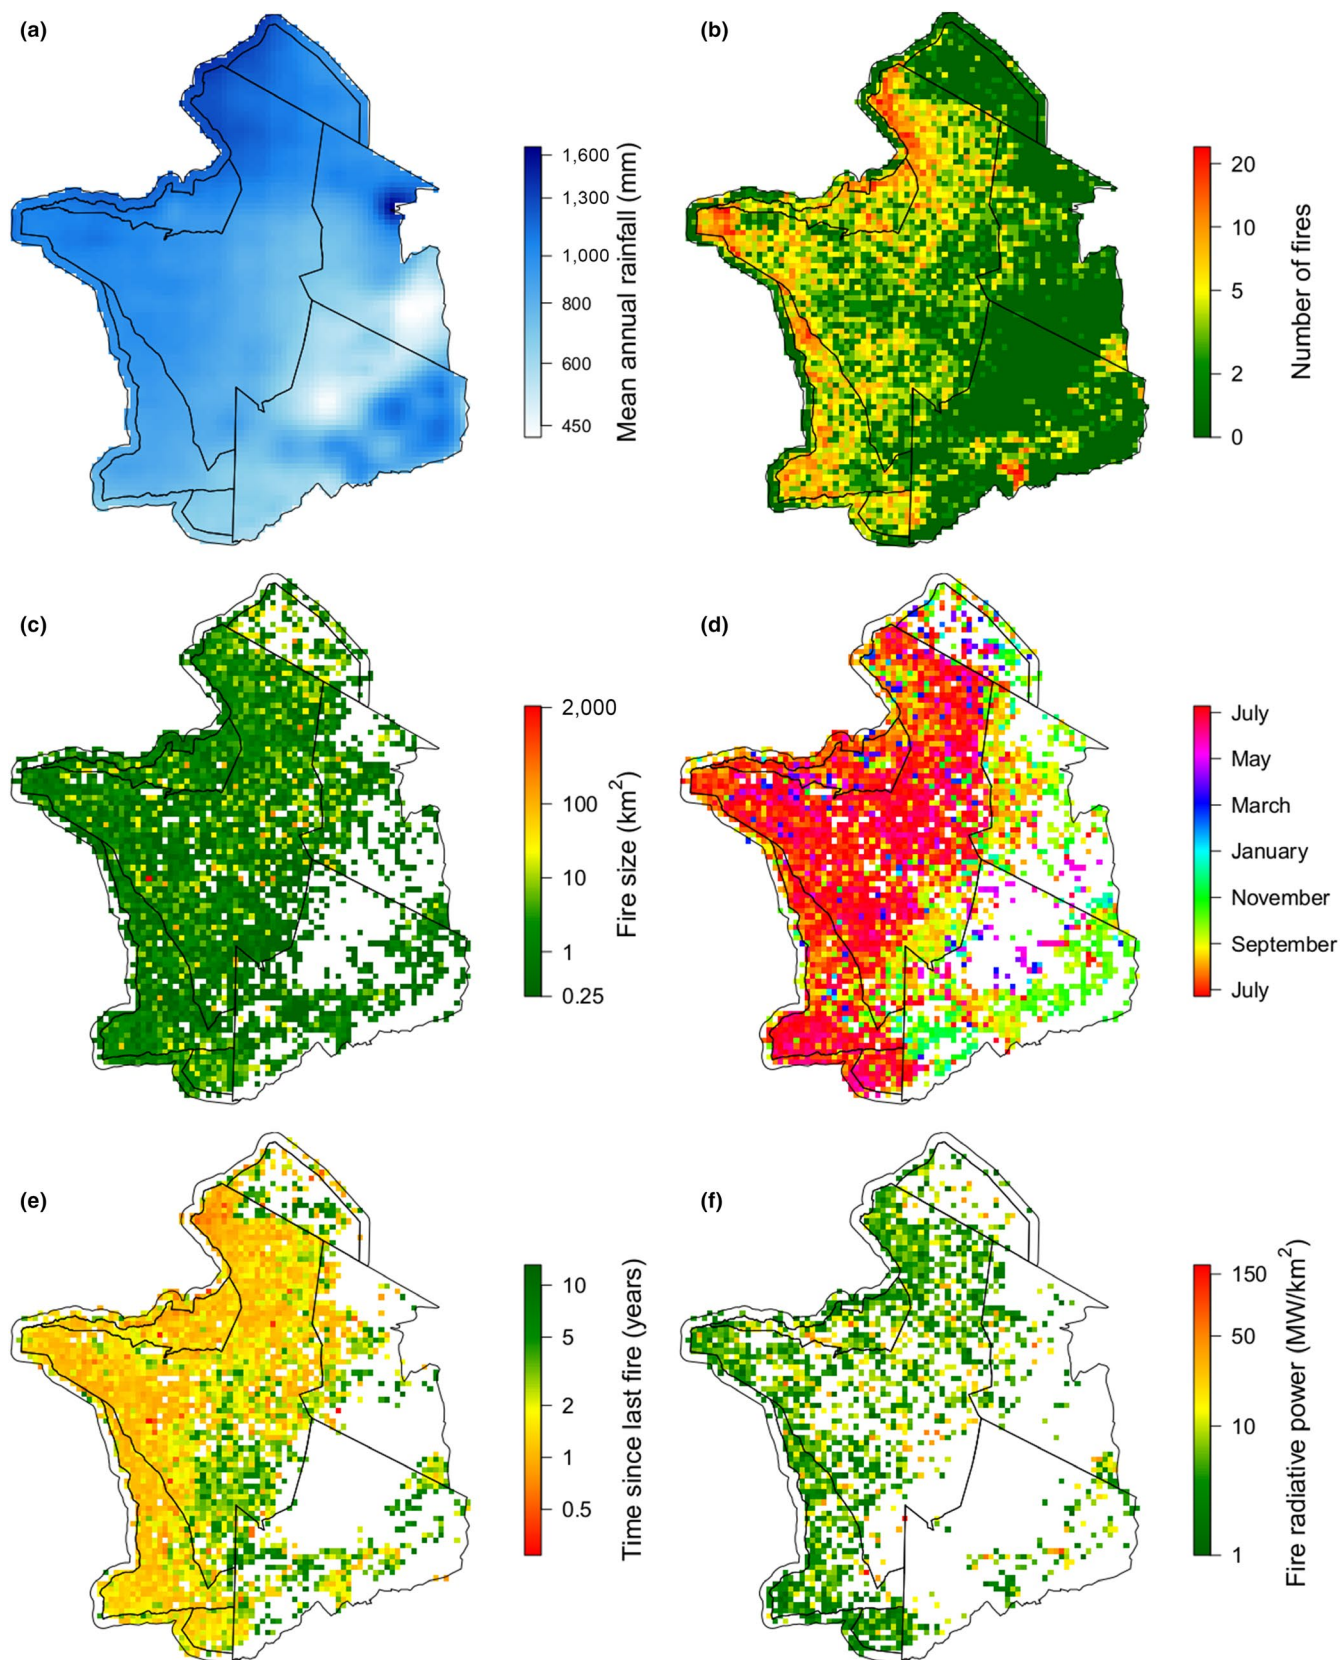 (a)
1,600
1,300
1,000
800
600
450
Mean annual rainfall (mm)
(b)
20
10
5
2
0
Number of fires
(c)
2,000
100
10
1
0.25
Fire size (km²)
(d)
July
May
March
January
November
September
July
(e)
10
5
2
1
0.5
Time since last fire (years)
(f)
150
50
10
1
Fire radiative power (MW/km²)